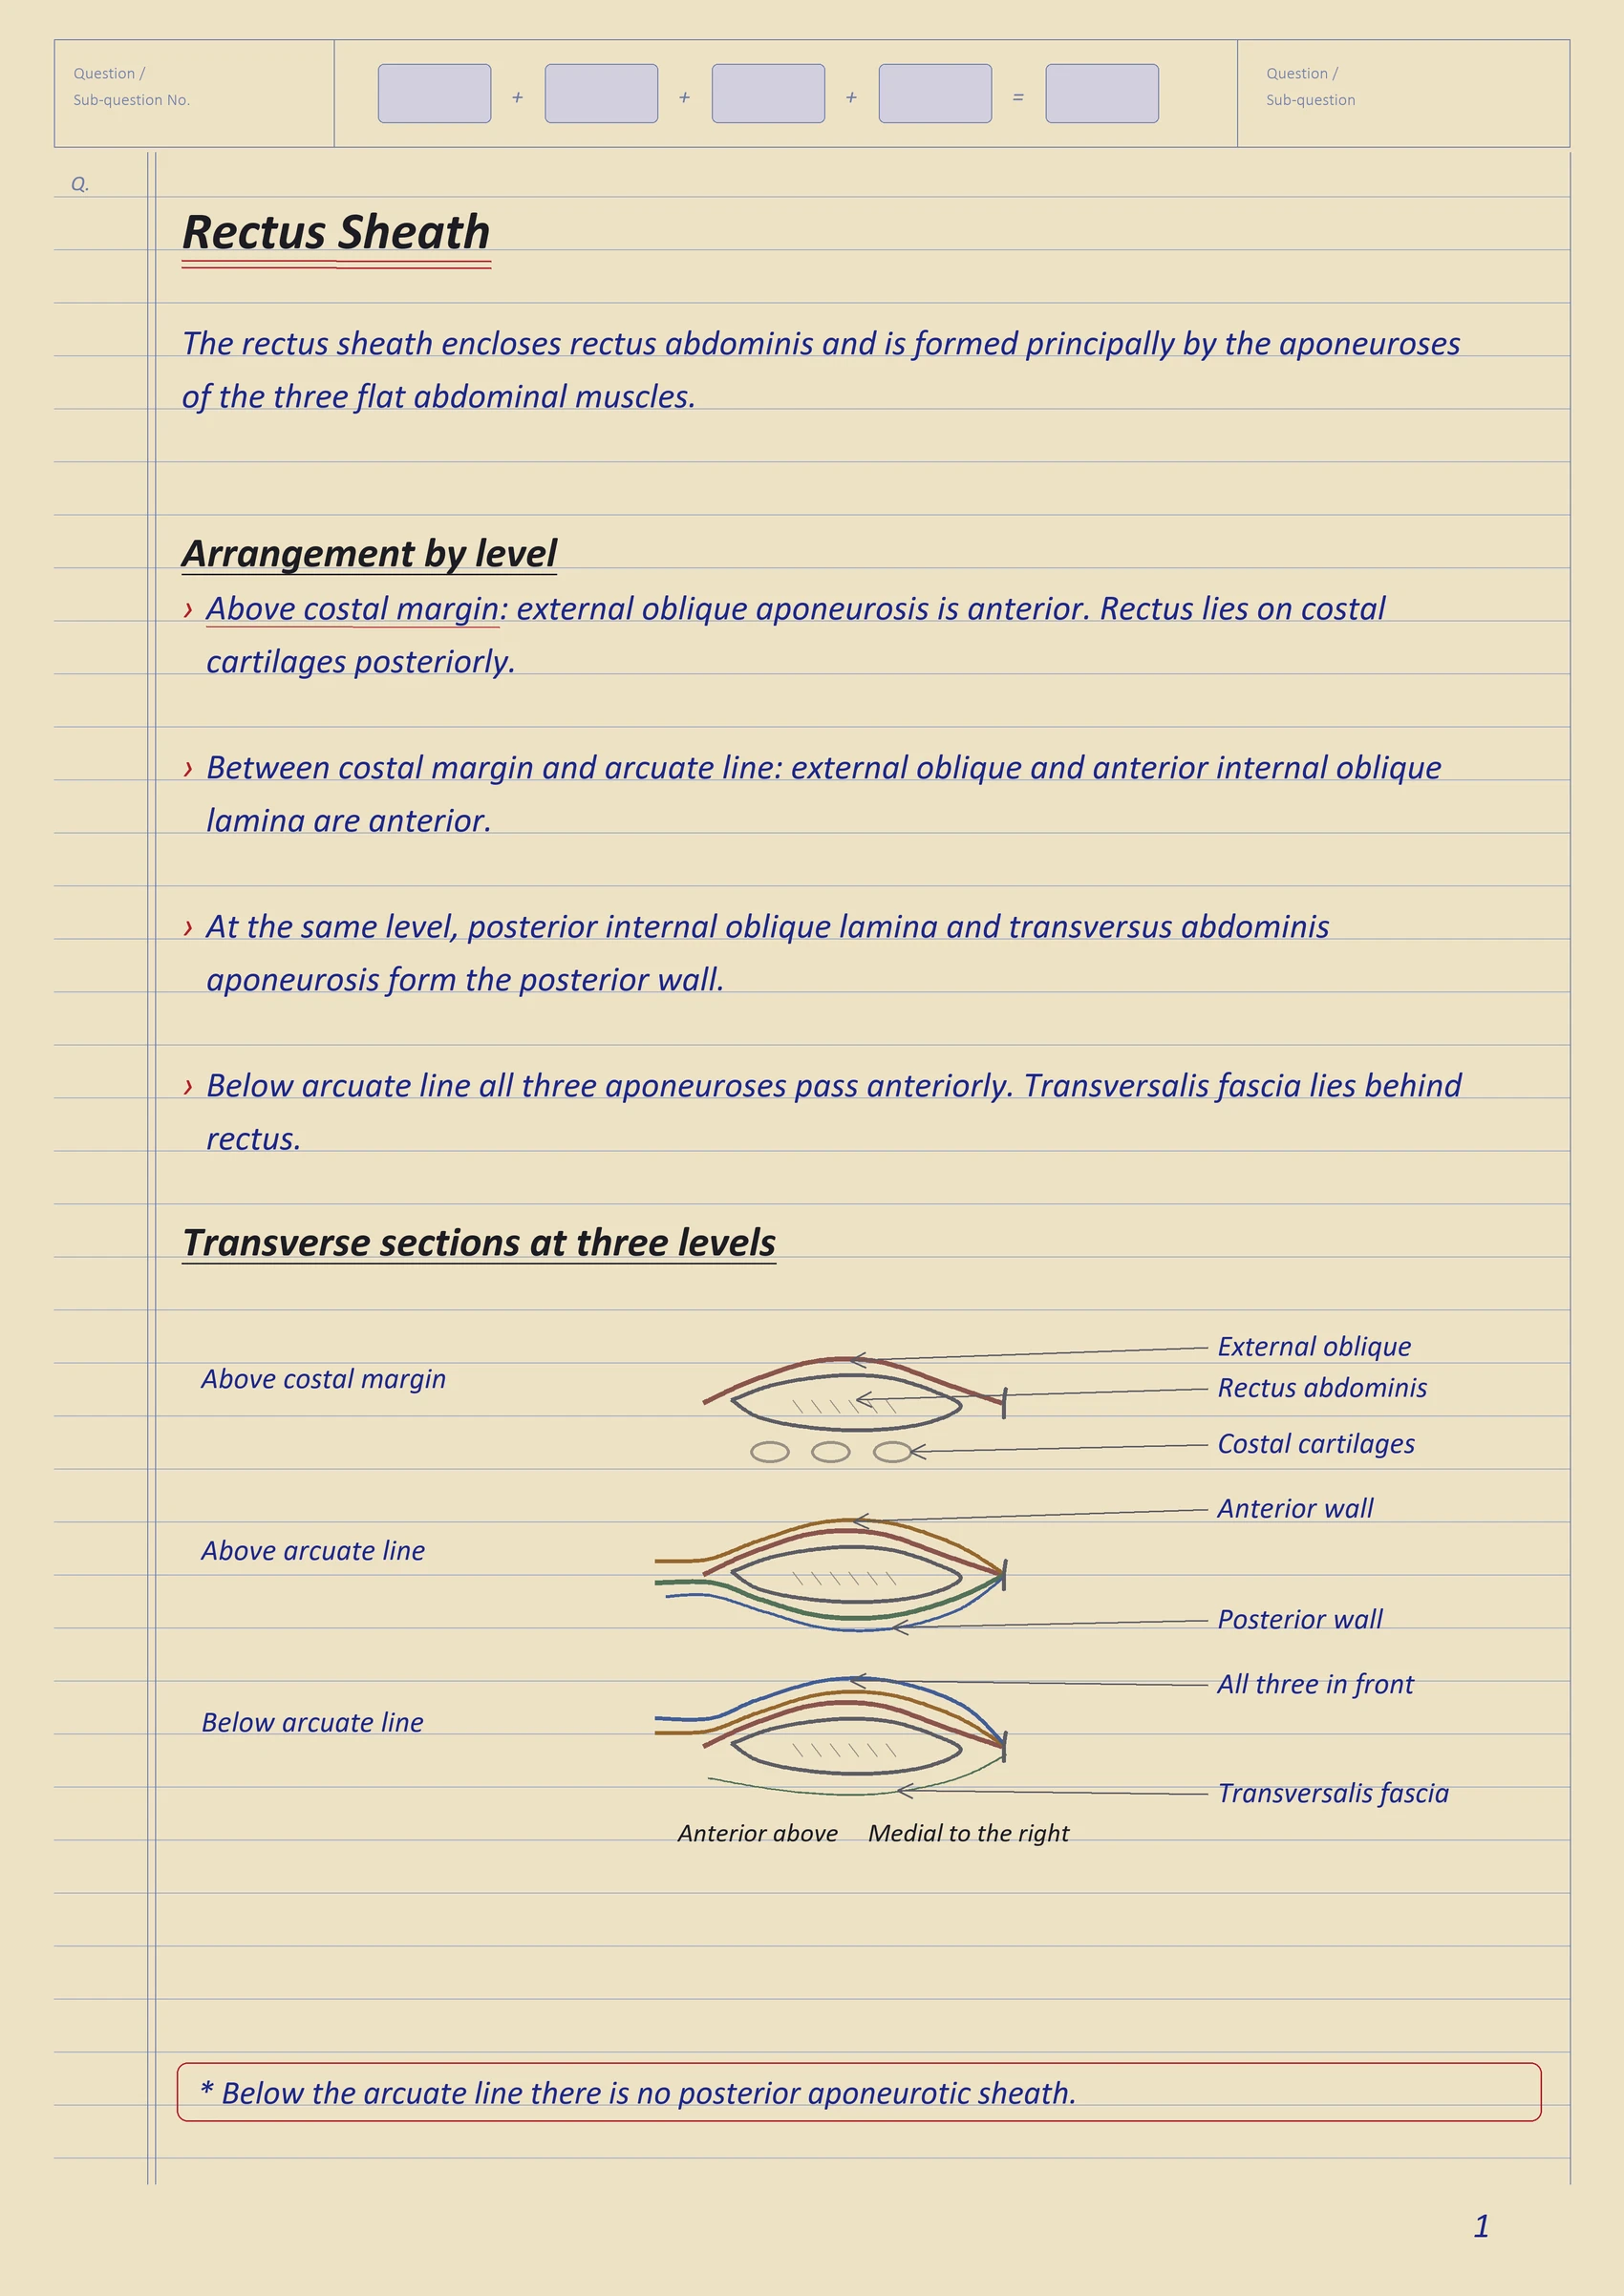 Question /
Sub-question No.
+ + + =
Question /
Sub-question
Q.
Rectus Sheath
The rectus sheath encloses rectus abdominis and is formed principally by the aponeuroses
of the three flat abdominal muscles.
Arrangement by level
› Above costal margin: external oblique aponeurosis is anterior. Rectus lies on costal
cartilages posteriorly.
› Between costal margin and arcuate line: external oblique and anterior internal oblique
lamina are anterior.
› At the same level, posterior internal oblique lamina and transversus abdominis
aponeurosis form the posterior wall.
› Below arcuate line all three aponeuroses pass anteriorly. Transversalis fascia lies behind
rectus.
Transverse sections at three levels
External oblique
Above costal margin
Rectus abdominis
Costal cartilages
Anterior wall
Above arcuate line
Posterior wall
All three in front
Below arcuate line
Transversalis fascia
Anterior above Medial to the right
* Below the arcuate line there is no posterior aponeurotic sheath.
1